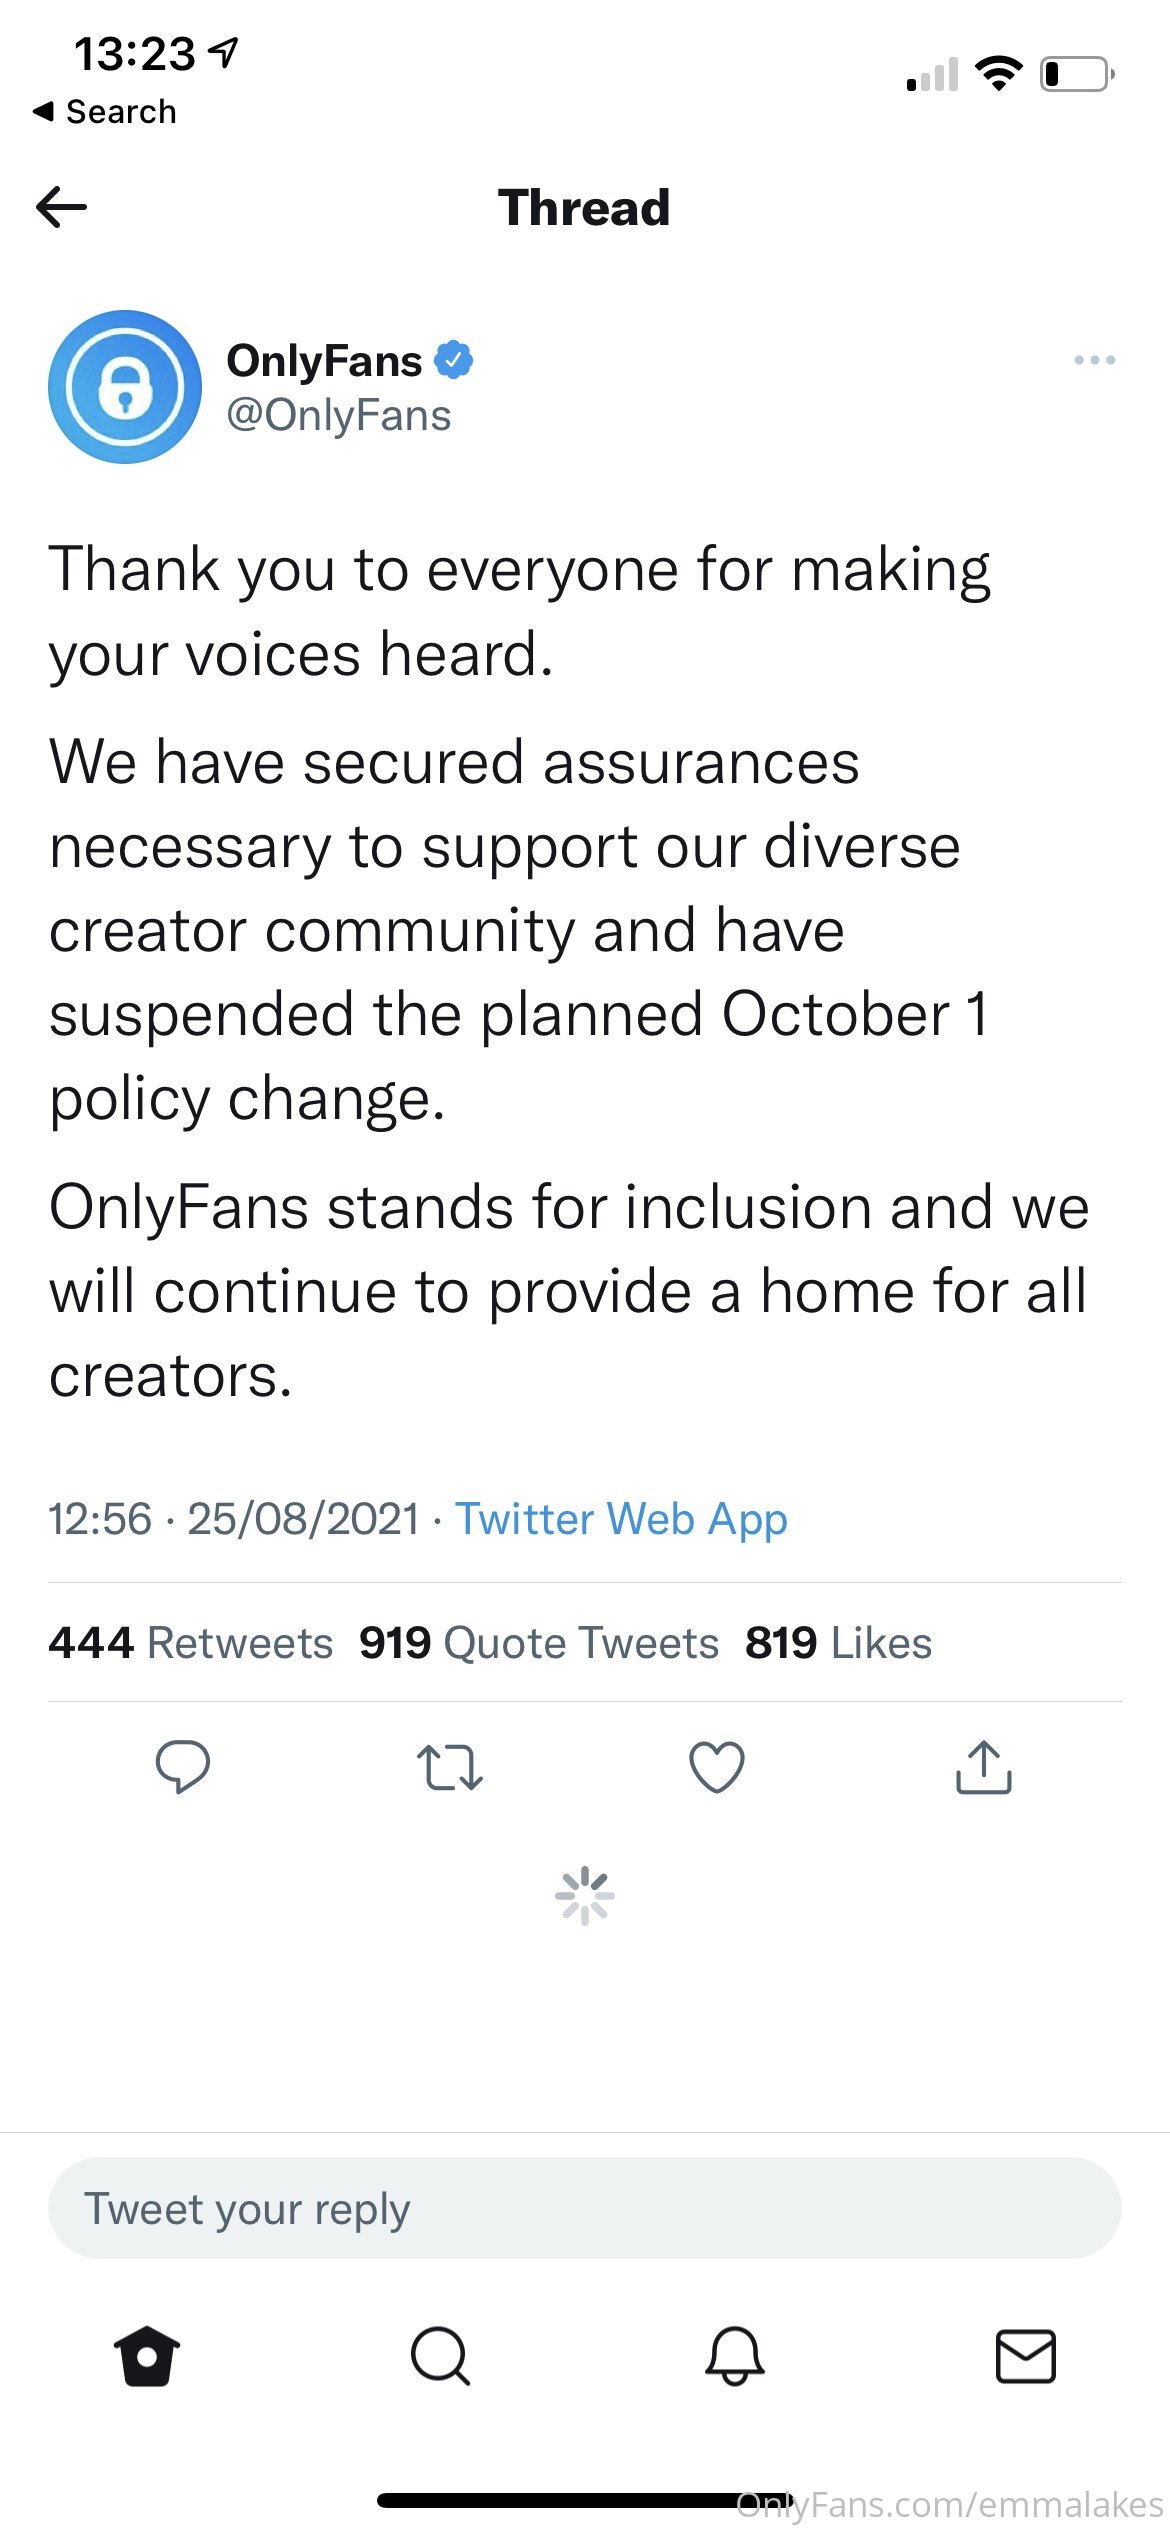 13:23
Search
Thread
OnlyFans
@OnlyFans
Thank you to everyone for making
your voices heard.
We have secured assurances
necessary to support our diverse
creator community and have
suspended the planned October 1
policy change.
OnlyFans stands for inclusion and we
will continue to provide a home for all
creators.
12:56 · 25/08/2021 · Twitter Web App
444 Retweets 919 Quote Tweets 819 Likes
Tweet your reply
OnlyFans.com/emmalakes